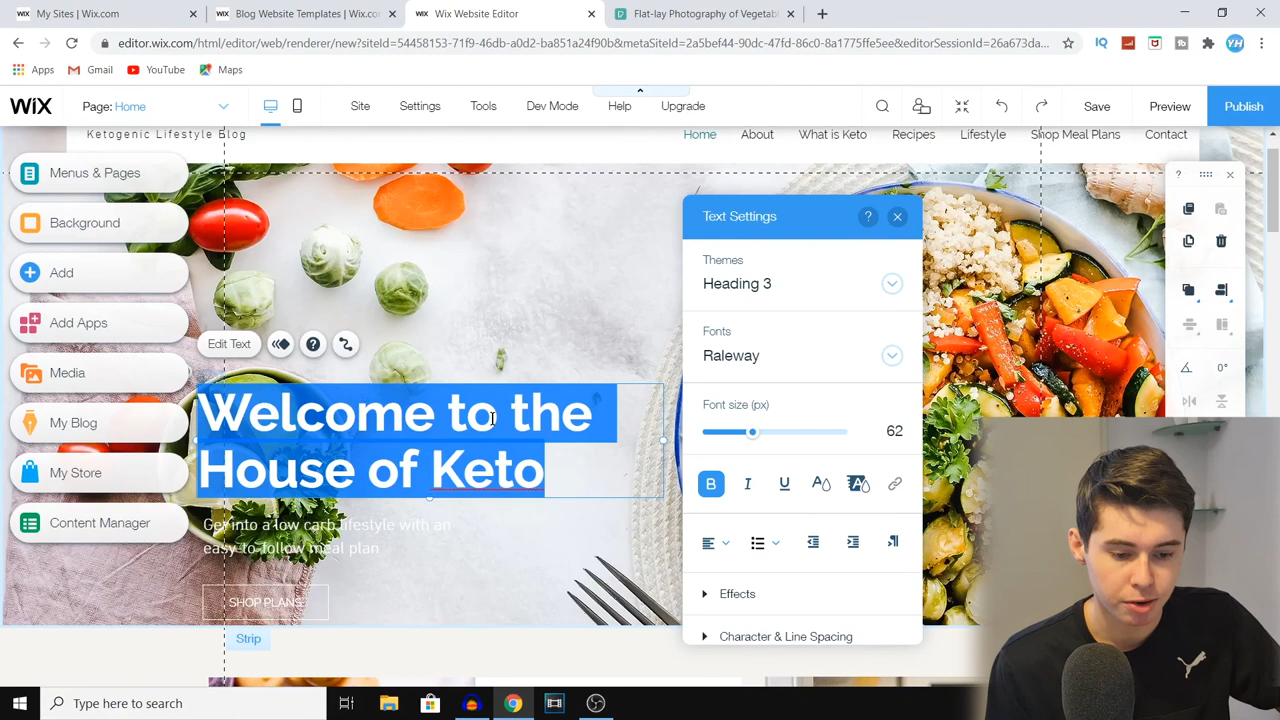 My Sites | Wix.com
Blog Website Templates | Wix.co
Wix Website Editor
Flat-lay Photography of Vegetab
editor.wix.com/html/editor/web/renderer/new?siteId=54459153-71f9-46db-a0d2-ba851a24f90b&metaSiteId=2a5bef44-90dc-47fd-86c0-8a1775ffe5ee&editorSessionId=26a673da...
Apps
Gmail
YouTube
Maps
WiX
Page: Home
Site
Settings
Tools
Dev Mode
Help
Upgrade
Save
Preview
Publish
Ketogenic Lifestyle Blog
Home
About
What is Keto
Recipes
Lifestyle
Shop Meal Plans
Contact
Menus & Pages
Background
Add
Add Apps
Media
My Blog
My Store
Content Manager
Edit Text
Welcome to the
House of Keto
Get into a low carb lifestyle with an
easy-to-follow meal plan
SHOP PLANS
Strip
Text Settings
Themes
Heading 3
Fonts
Raleway
Font size (px)
62
B I U
Effects
Character & Line Spacing
0°
YH
Type here to search